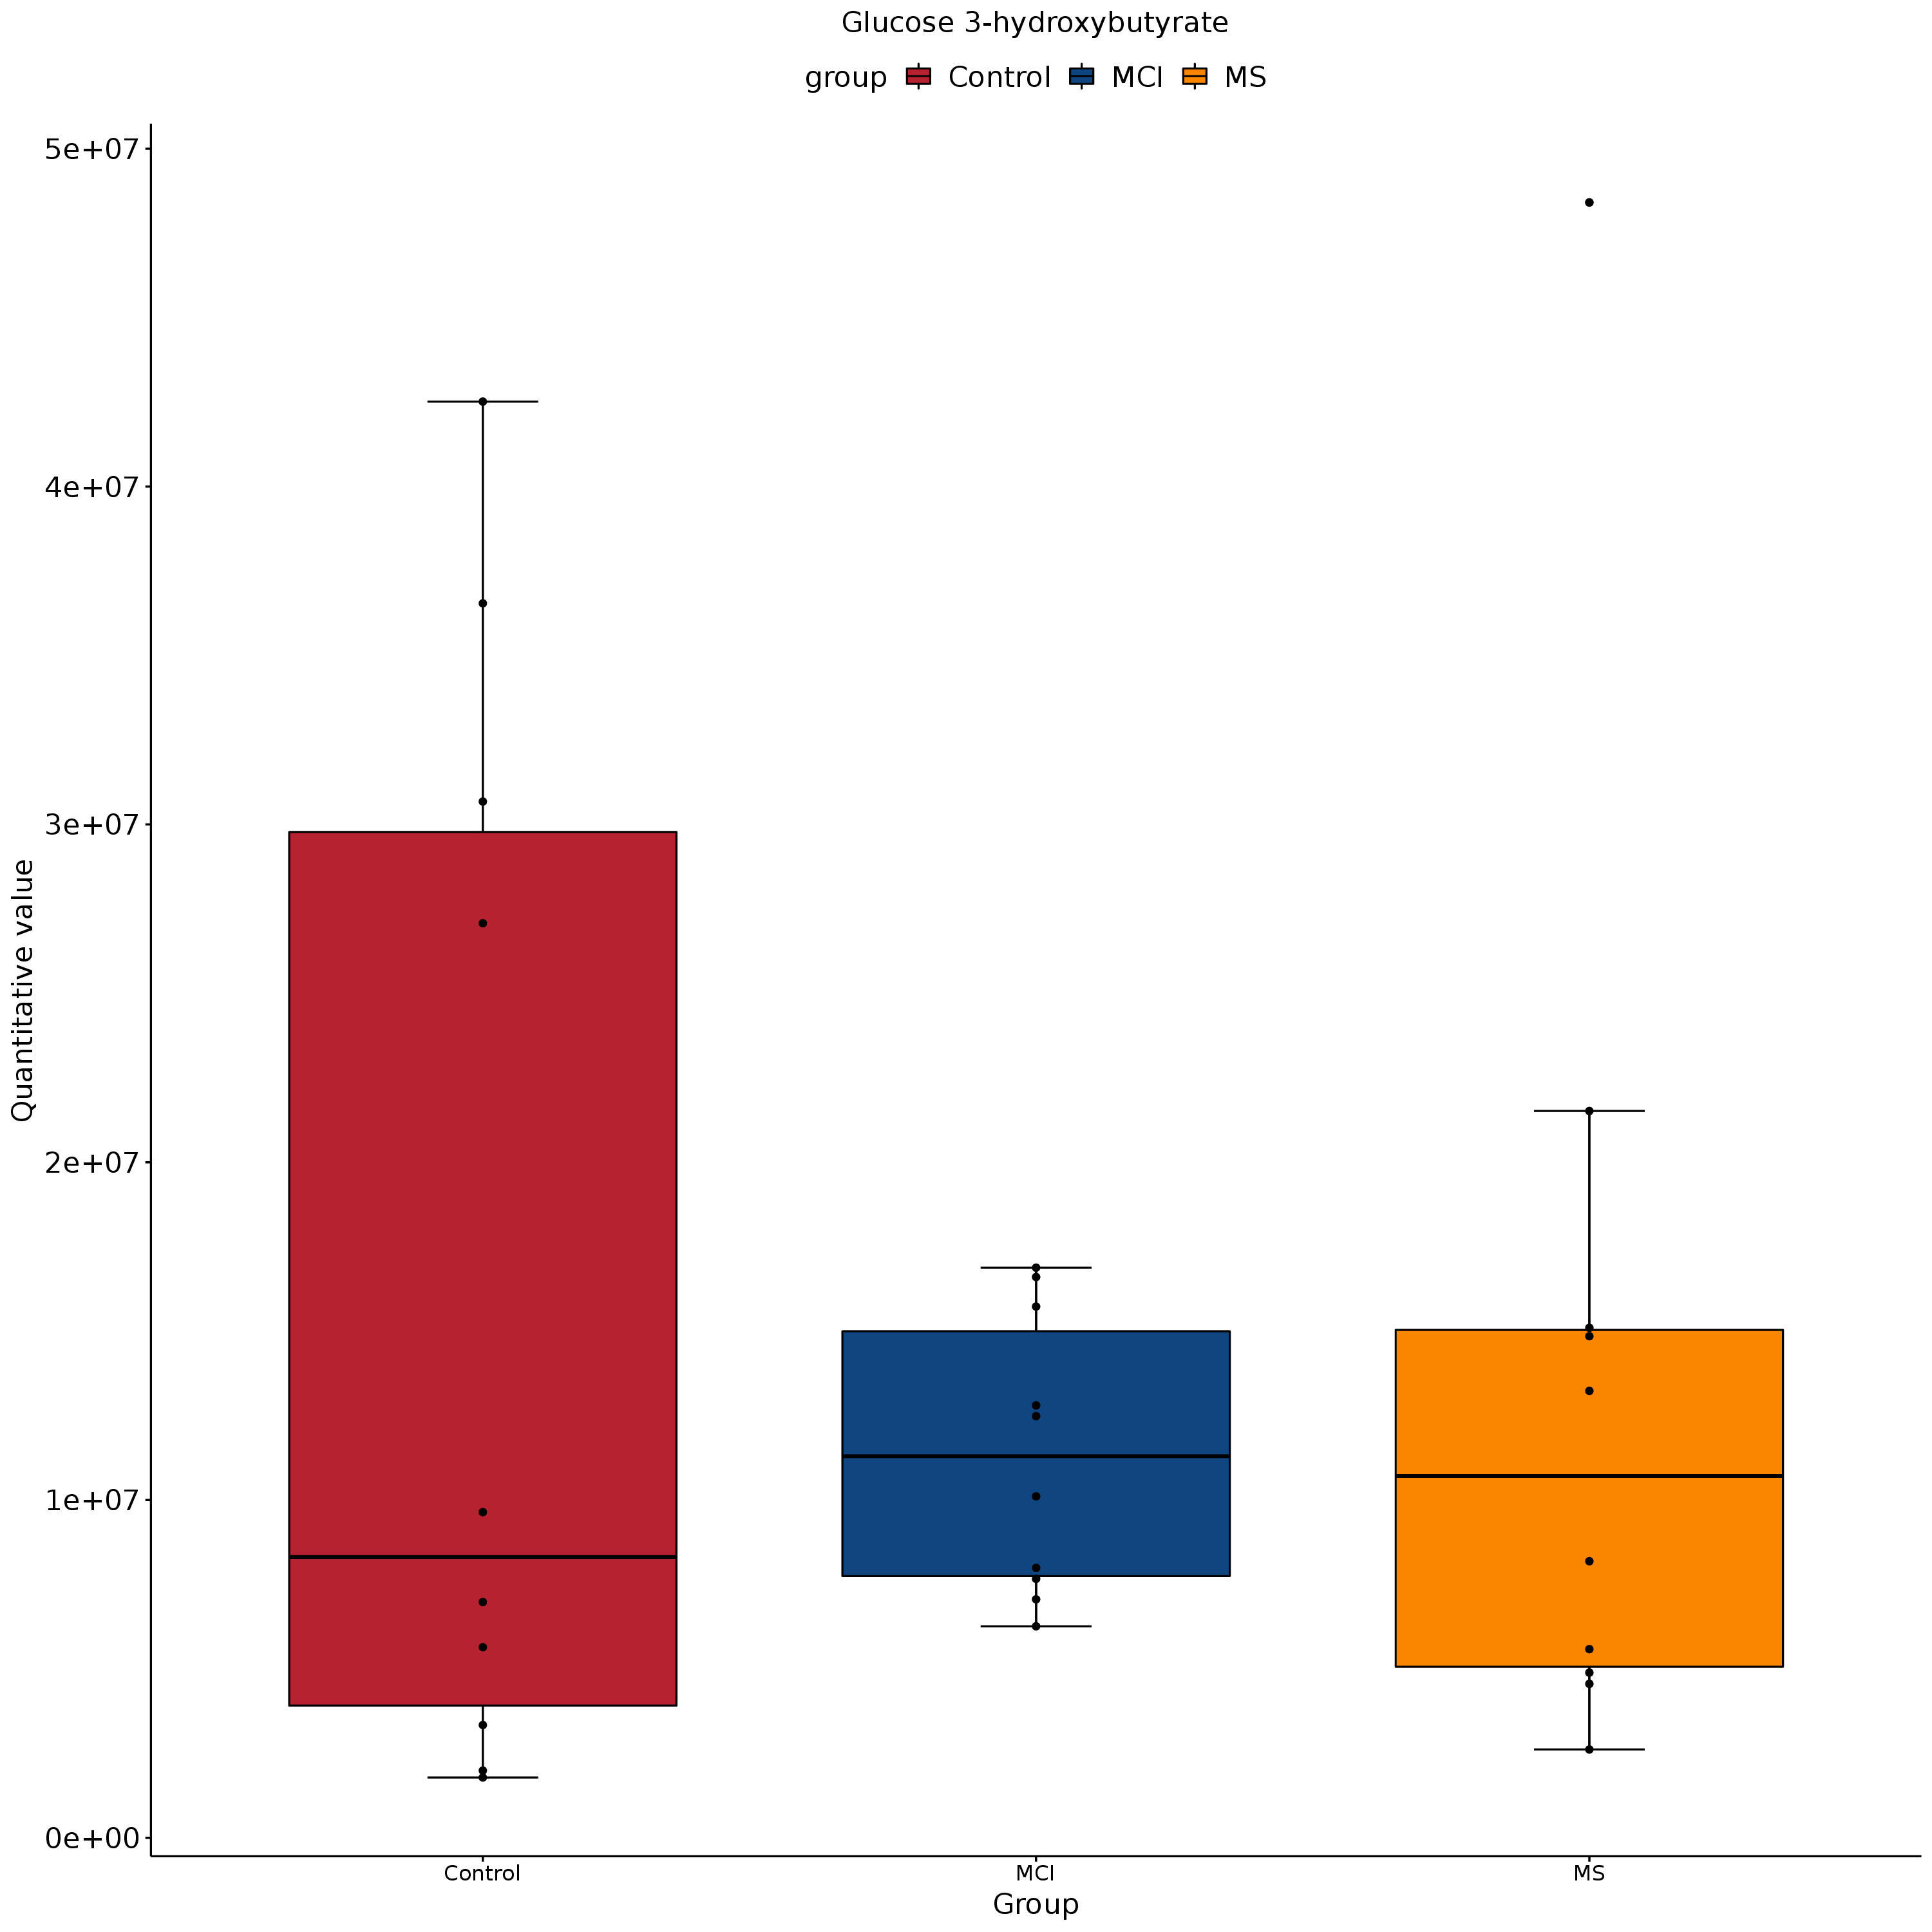 Glucose 3-hydroxybutyrate
group Control MCI MS
5e+07
4e+07
3e+07
2e+07
1e+07
0e+00
Quantitative value
Control MCI MS
Group